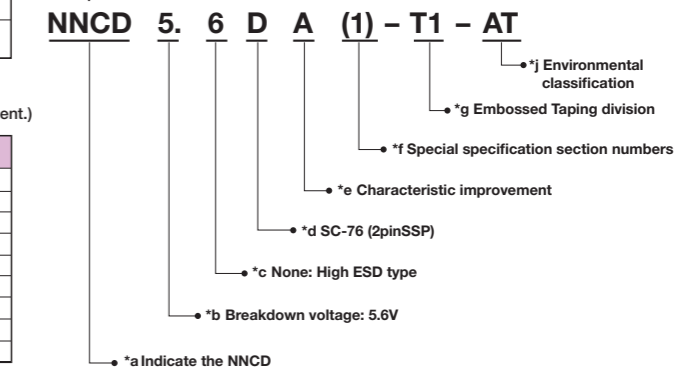 NNCD 5. 6 D A (1) – T1 – AT
*j Environmental
classification
ent.)
*g Embossed Taping division
*f Special specification section numbers
*e Characteristic improvement
*d SC-76 (2pinSSP)
*c None: High ESD type
*b Breakdown voltage: 5.6V
*a Indicate the NNCD